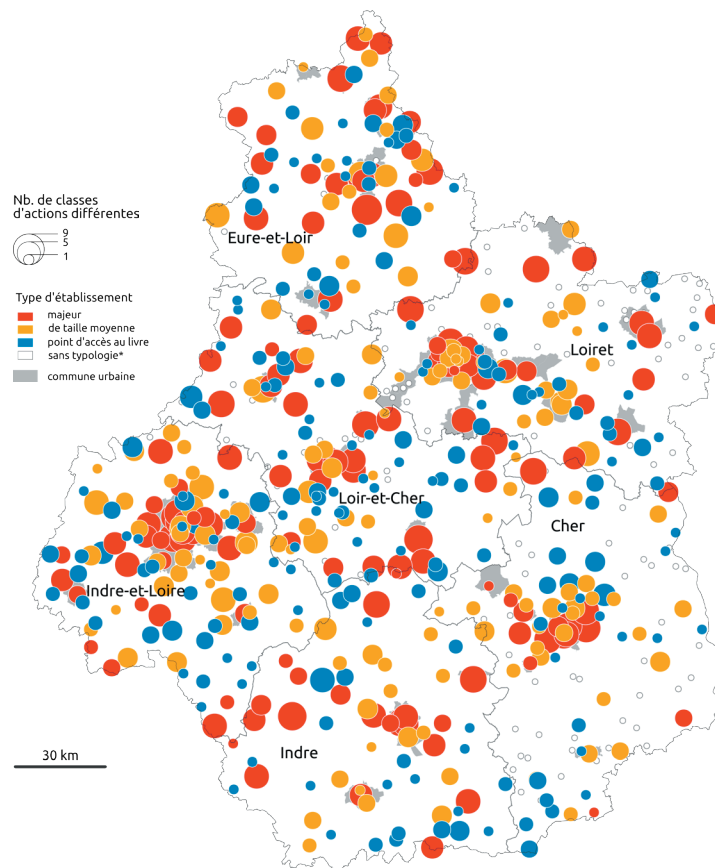 Nb. de classes
d'actions différentes
9
5
1
Type d'établissement
majeur
de taille moyenne
point d'accès au livre
sans typologie*
commune urbaine
Eure-et-Loir
Loiret
Loir-et-Cher
Cher
Indre-et-Loire
Indre
30 km